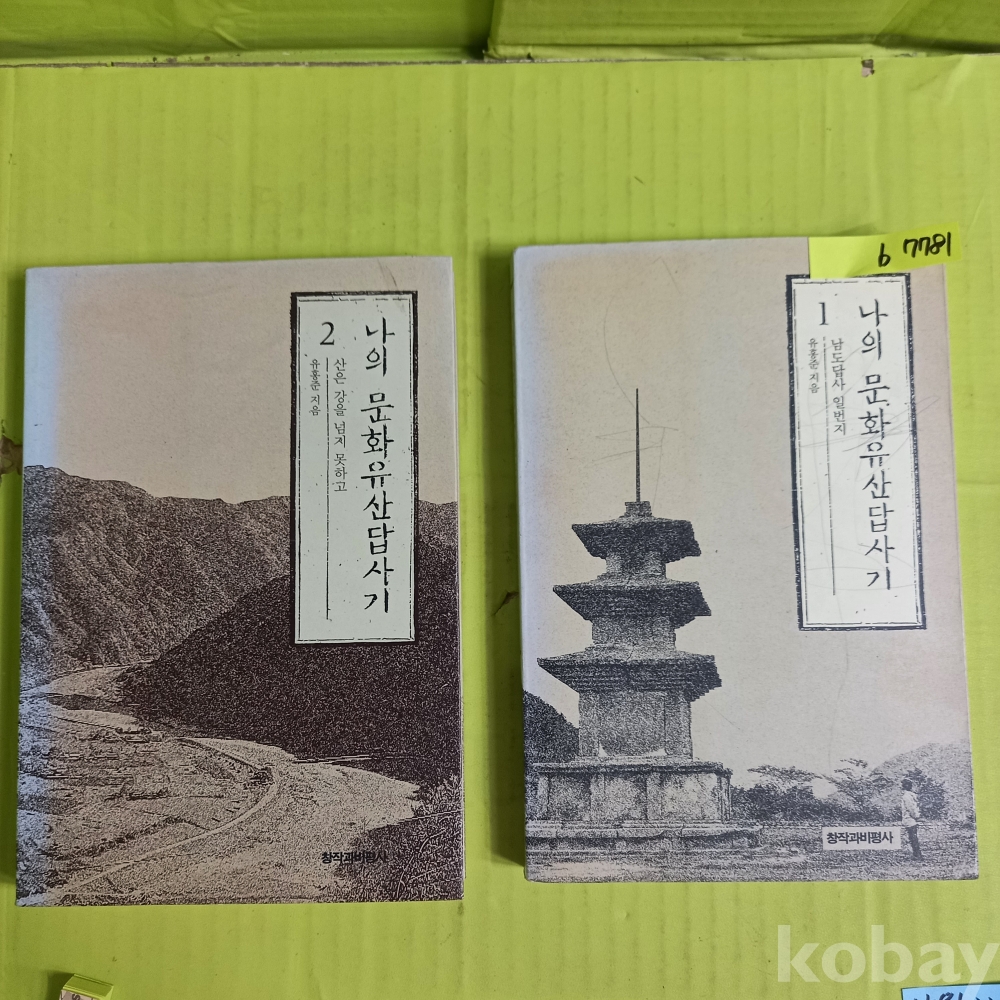 2
나의 문화유산답사기
산은 강을 넘지 못하고
유홍준 지음
창작과비평사
b 7781
1
나의 문화유산답사기
남도답사 일번지
유홍준 지음
창작과비평사
kobay